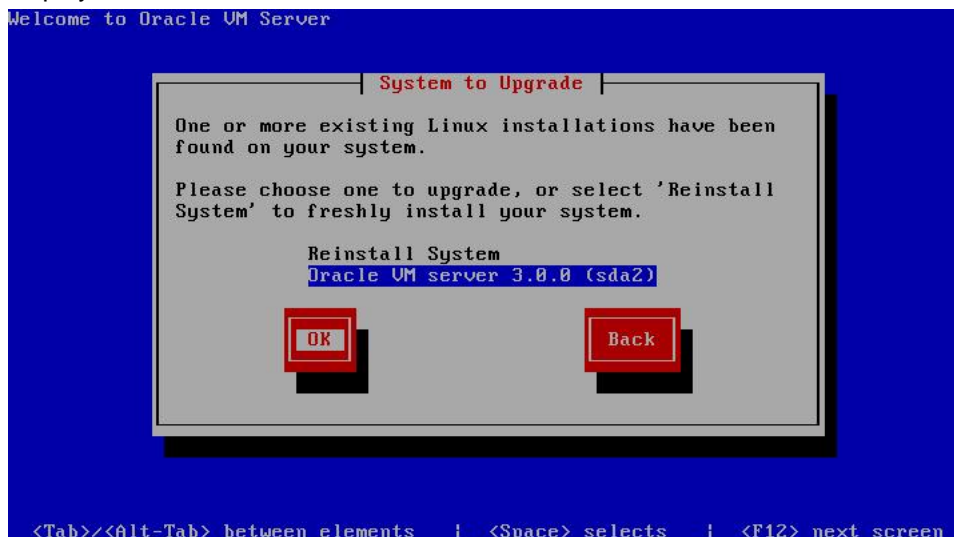 Welcome to Oracle VM Server
System to Upgrade
One or more existing Linux installations have been
found on your system.
Please choose one to upgrade, or select 'Reinstall
System' to freshly install your system.
Reinstall System
Oracle VM server 3.0.0 (sda2)
OK Back
<Tab>/<Alt-Tab> between elements | <Space> selects | <F12> next screen